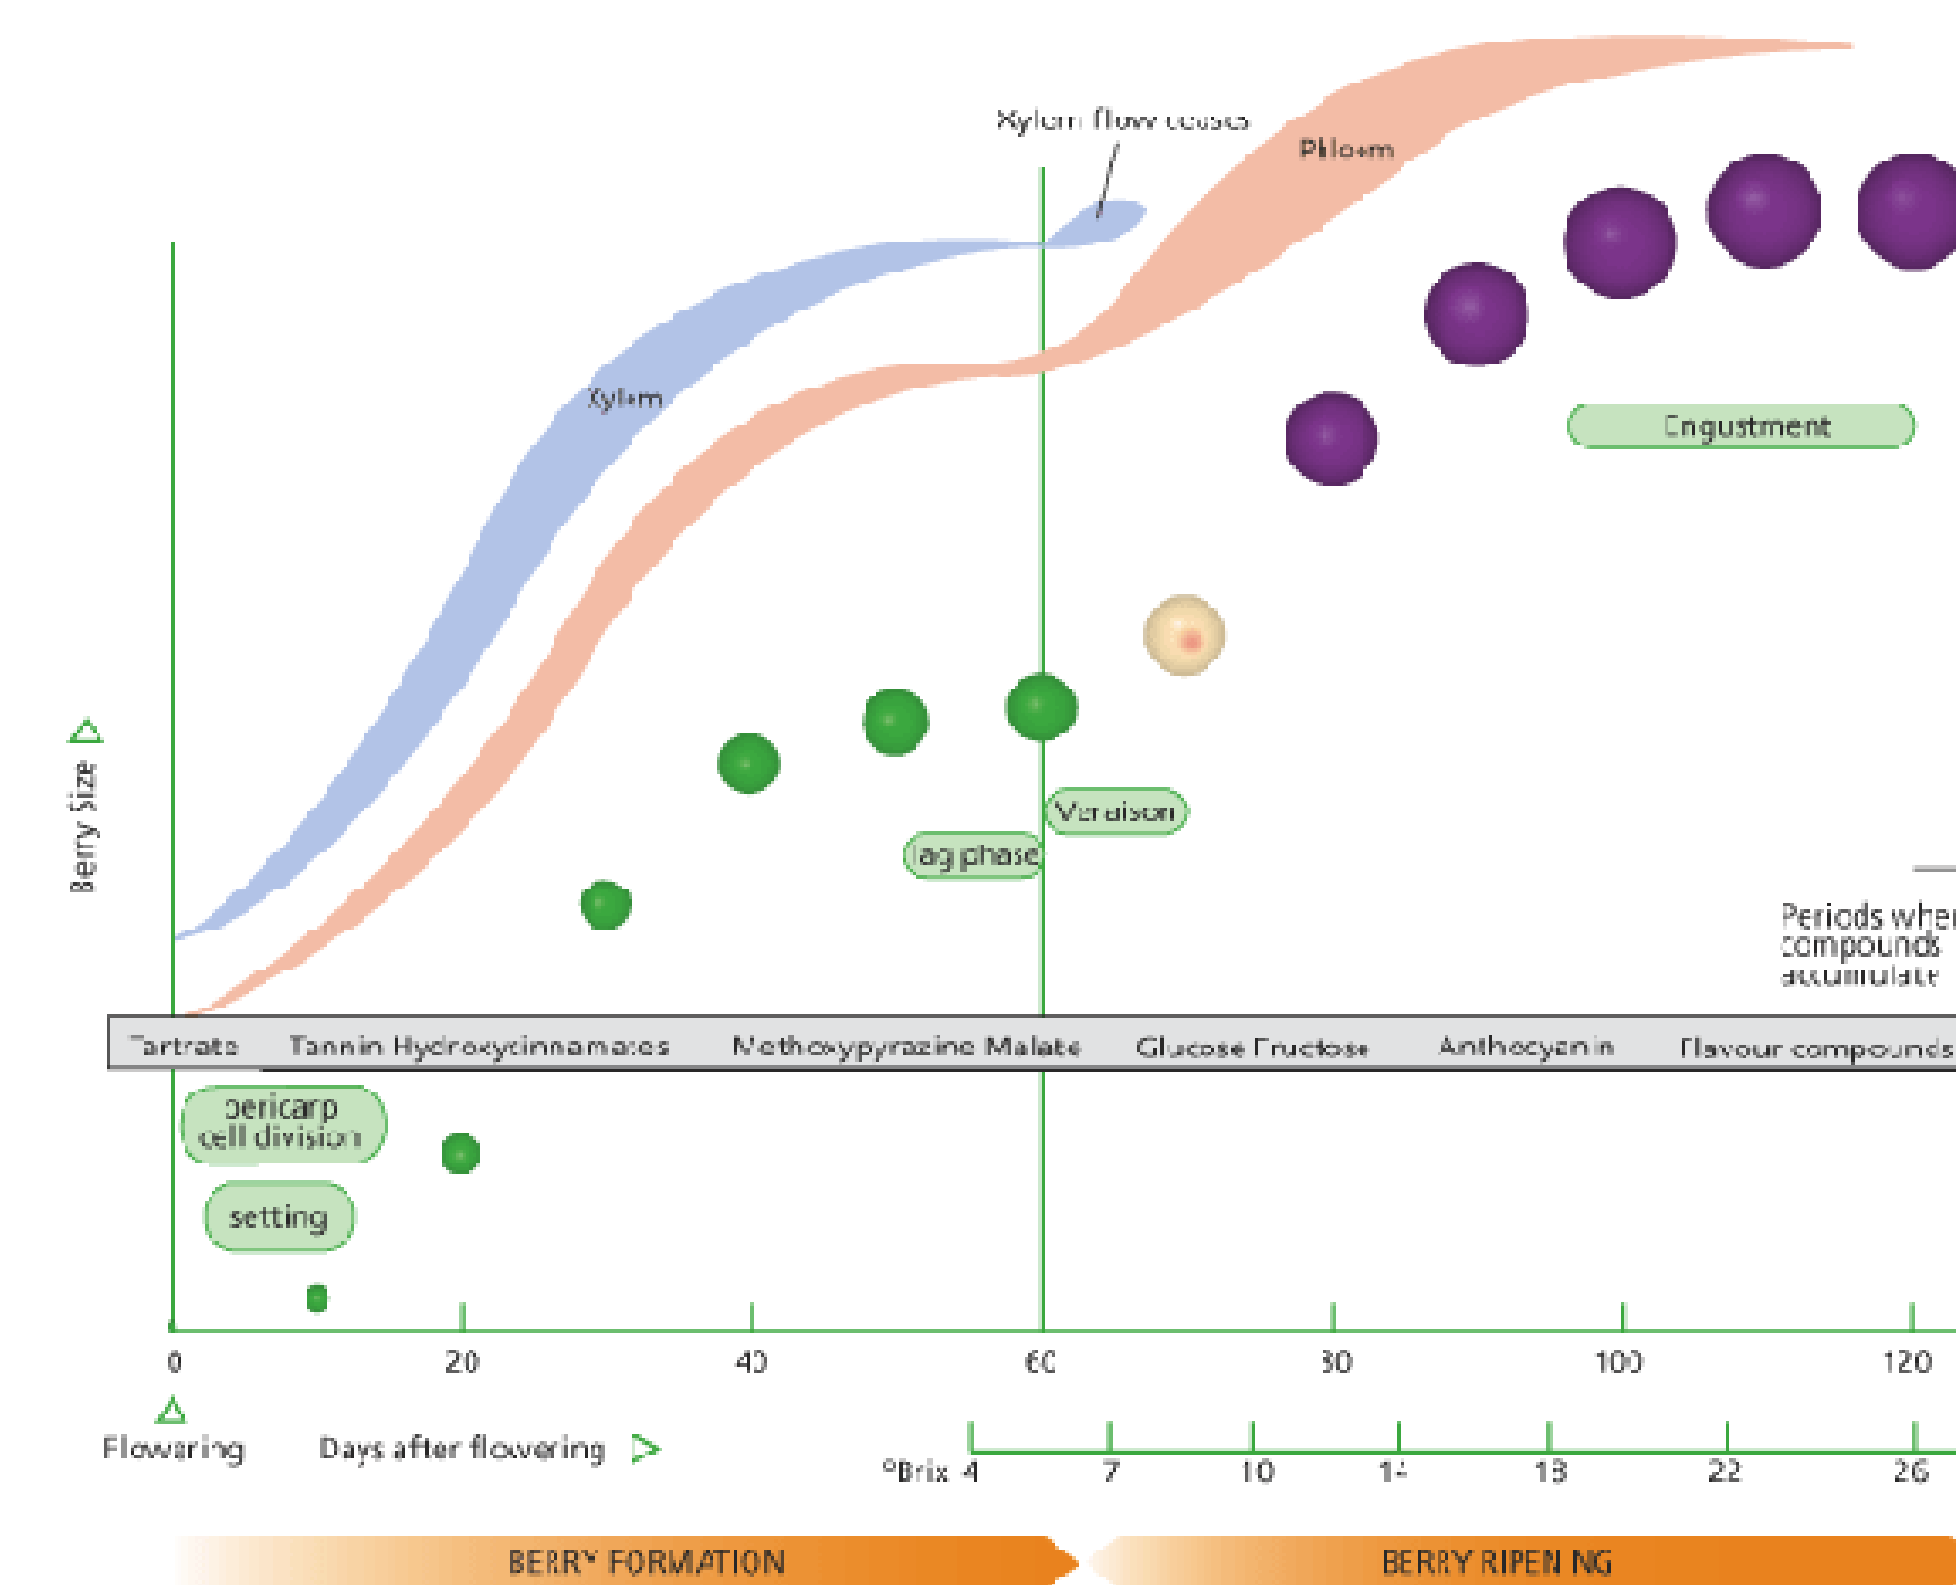 Xylem flow ceases
Phloem
Xylem
Engustment
Berry Size
Veraison
lag phase
Periods when
compounds
accumulate
Tartrate Tannin Hydroxycinnamates Methoxypyrazine Malate Glucose Fructose Anthocyanin Flavour compounds
pericarp
cell division
setting
0 20 40 60 80 100 120
Flowering Days after flowering
°Brix 4 7 10 14 18 22 26
BERRY FORMATION BERRY RIPENING